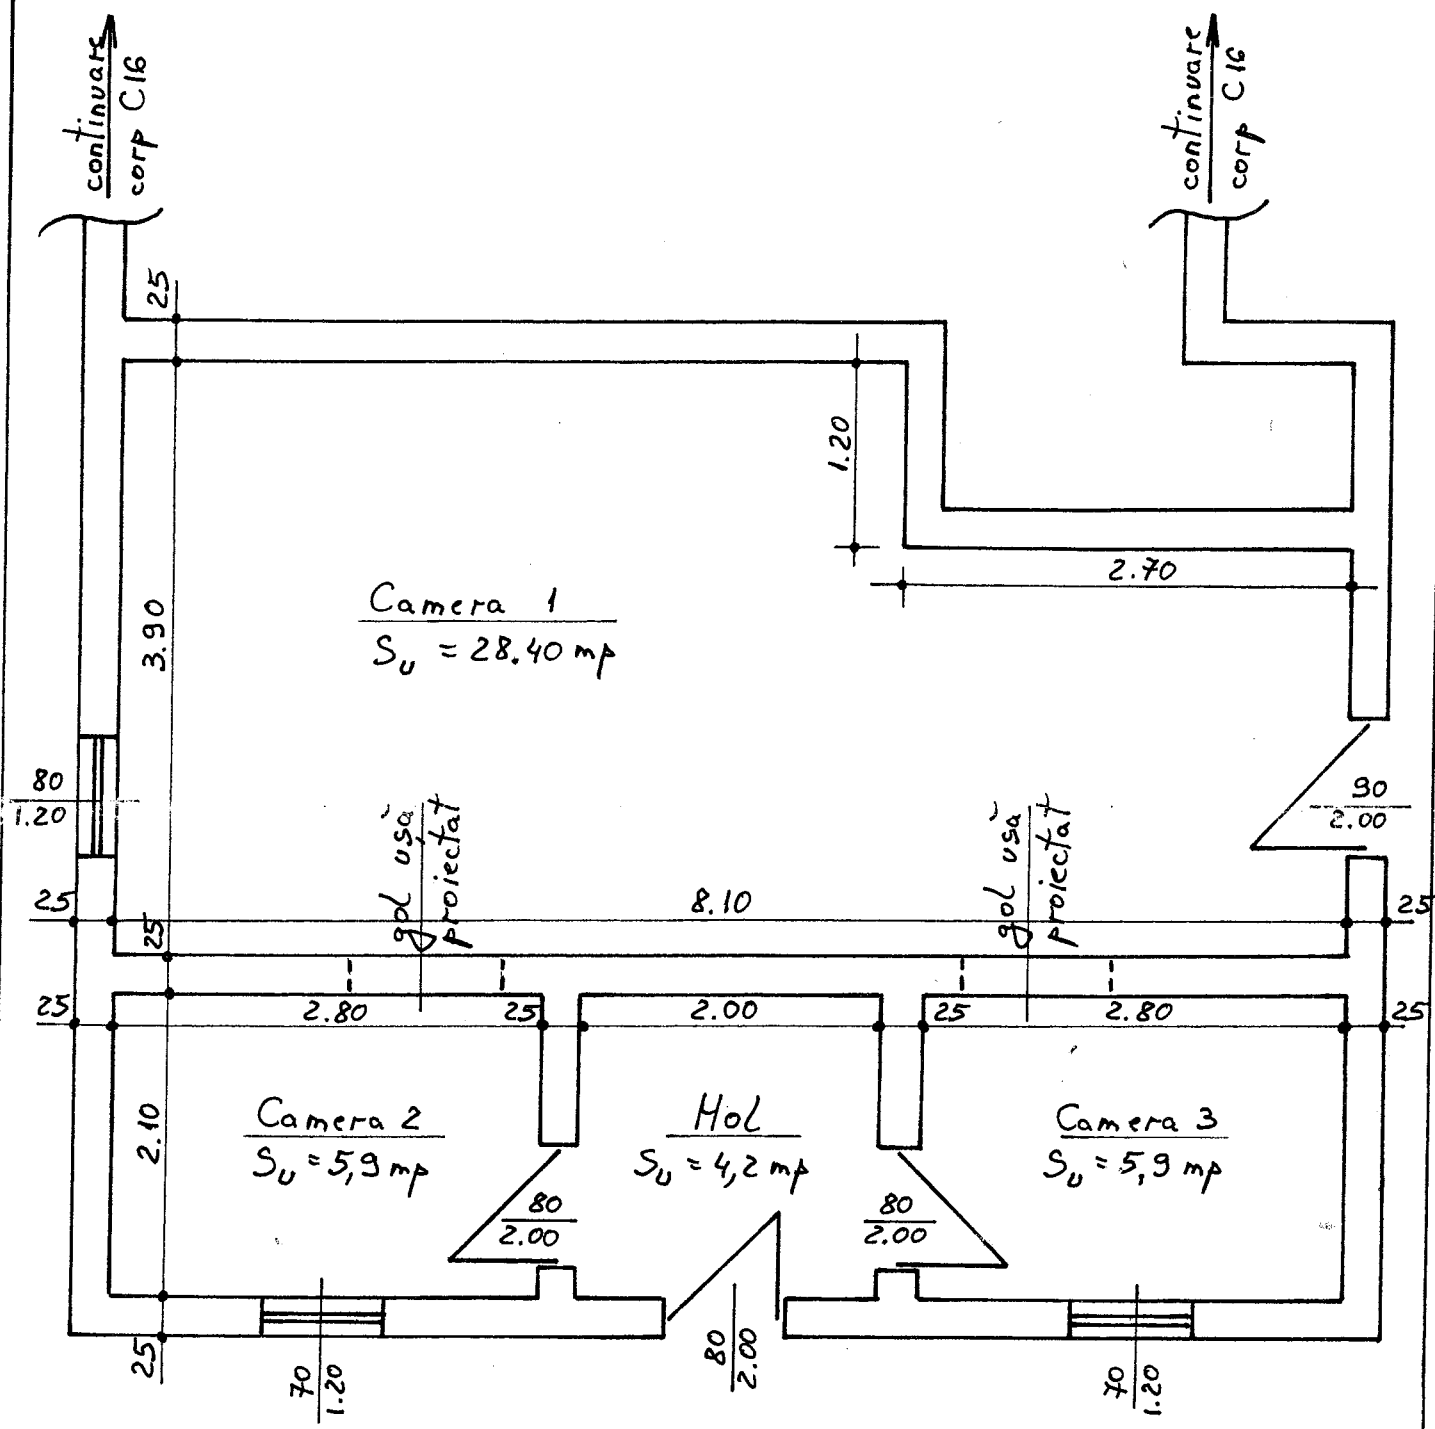 continuare
corp C16
continuare
corp C16
25
1.20
2.70
3.90
Camera 1
Su = 28.40 mp
80
1.20
90
2.00
gol ușă
proiectat
gol ușă
proiectat
25
8.10
25
25
25
2.80
25
2.00
25
2.80
25
2.10
Camera 2
Su = 5,9 mp
Hol
Su = 4,2 mp
Camera 3
Su = 5,9 mp
80
2.00
80
2.00
80
2.00
25
70
1.20
70
1.20